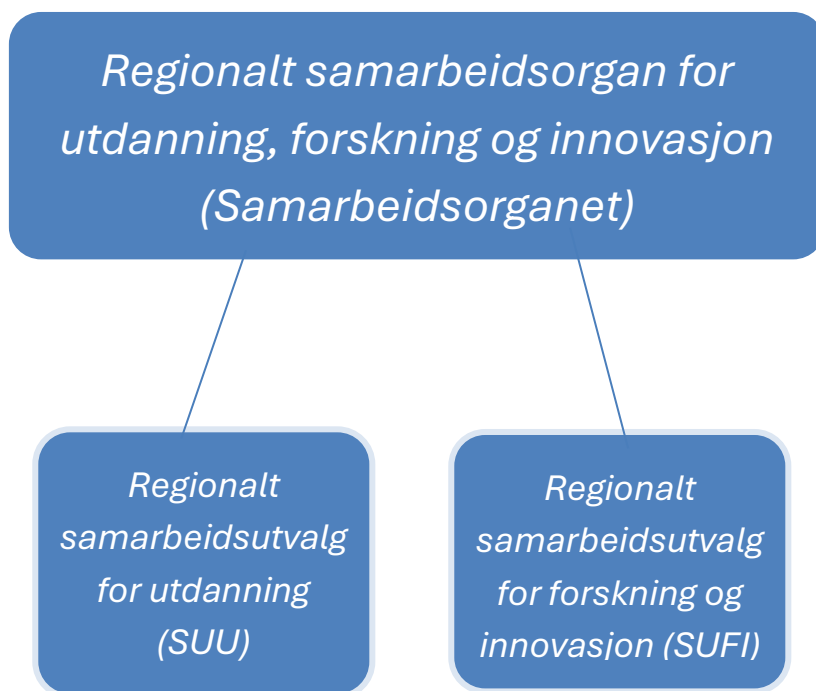 Regionalt samarbeidsorgan for
utdanning, forskning og innovasjon
(Samarbeidsorganet)
Regionalt
samarbeidsutvalg
for utdanning
(SUU)
Regionalt
samarbeidsutvalg
for forskning og
innovasjon (SUFI)